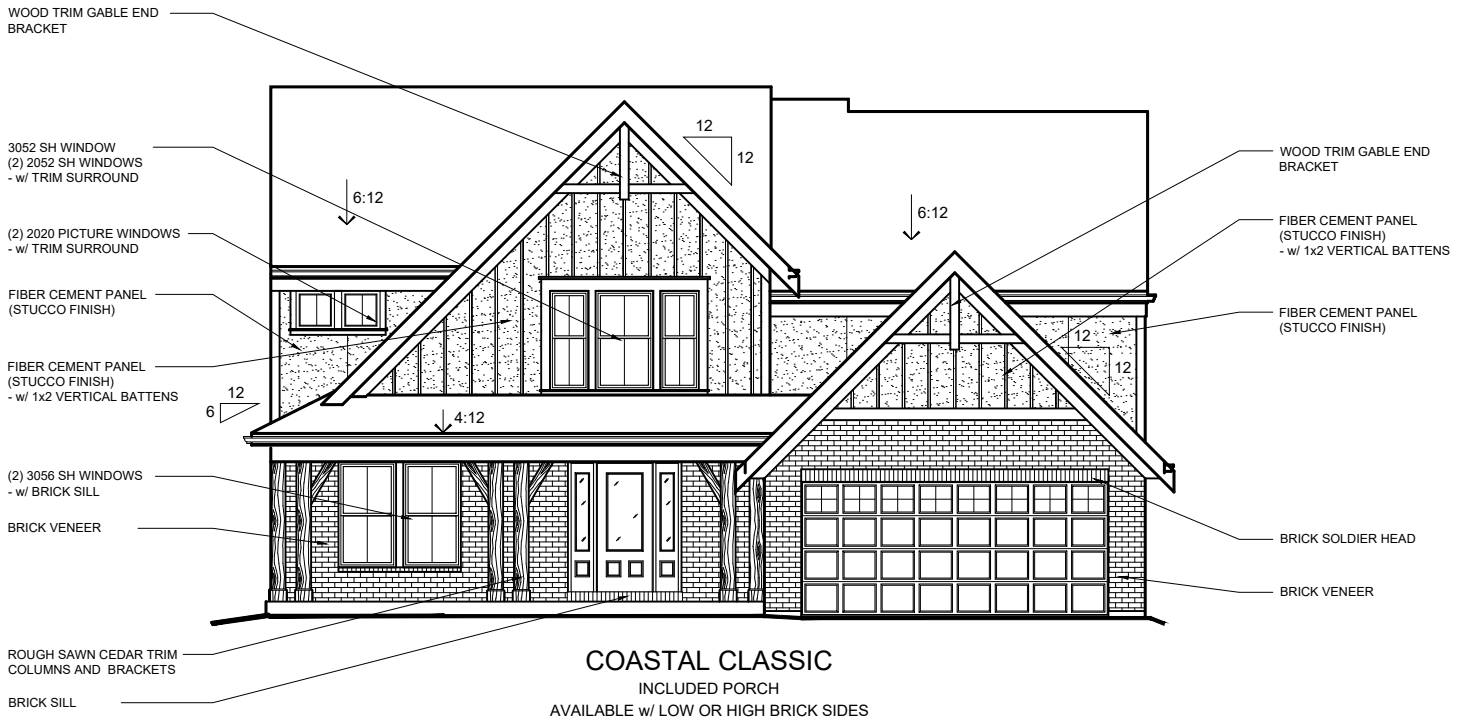 WOOD TRIM GABLE END
BRACKET
3052 SH WINDOW
(2) 2052 SH WINDOWS
- w/ TRIM SURROUND
(2) 2020 PICTURE WINDOWS
- w/ TRIM SURROUND
FIBER CEMENT PANEL
(STUCCO FINISH)
FIBER CEMENT PANEL
(STUCCO FINISH)
- w/ 1x2 VERTICAL BATTENS
12
6
(2) 3056 SH WINDOWS
- w/ BRICK SILL
BRICK VENEER
ROUGH SAWN CEDAR TRIM
COLUMNS AND BRACKETS
BRICK SILL
6:12
12
12
4:12
6:12
12
12
WOOD TRIM GABLE END
BRACKET
FIBER CEMENT PANEL
(STUCCO FINISH)
- w/ 1x2 VERTICAL BATTENS
FIBER CEMENT PANEL
(STUCCO FINISH)
BRICK SOLDIER HEAD
BRICK VENEER
COASTAL CLASSIC
INCLUDED PORCH
AVAILABLE w/ LOW OR HIGH BRICK SIDES